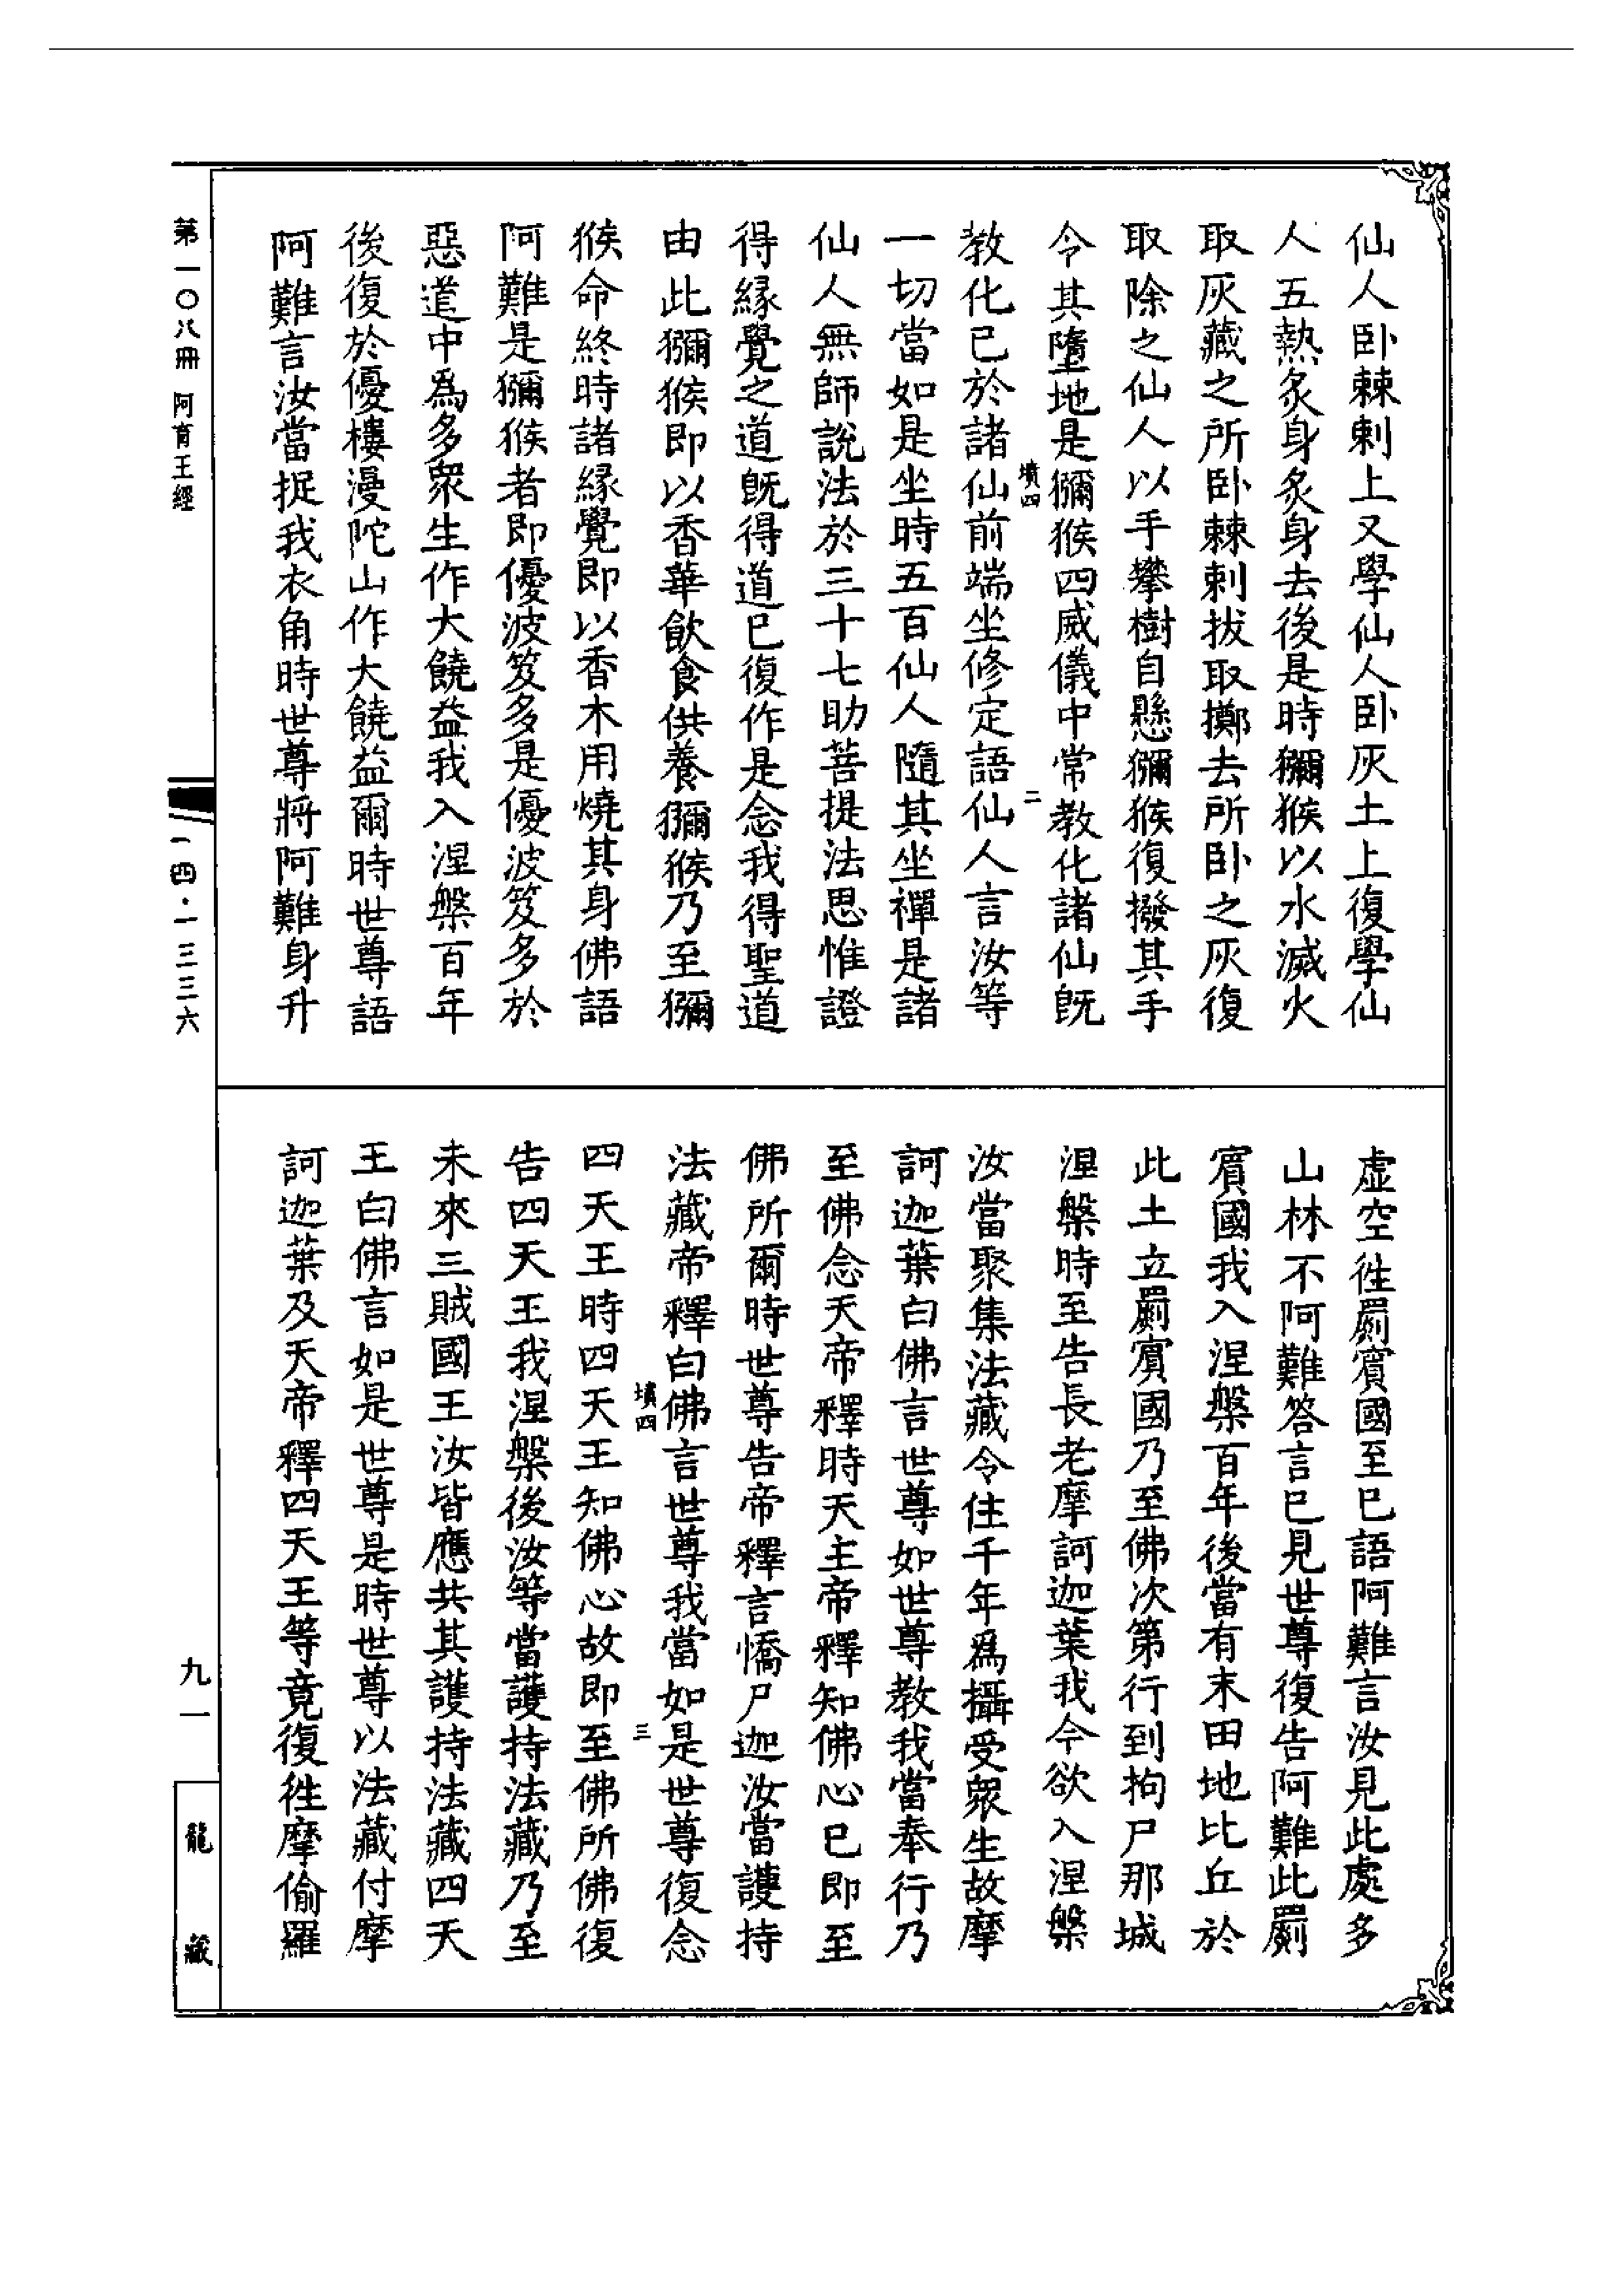 仙人卧棘刺上又學仙人卧灰土上復學仙
人五熱炙身炙身去後是時獼猴以水滅火
取灰藏之所卧棘刺拔取擲去所卧之灰復
取除之仙人以手攀樹自懸獼猴復撥其手
令其墮地是獼猴四威儀中常教化諸仙既
墳四
二
教化已於諸仙前端坐修定語仙人言汝等
一切當如是坐時五百仙人隨其坐禪是諸
仙人無師說法於三十七助菩提法思惟證
得緣覺之道既得道已復作是念我得聖道
由此獼猴即以香華飲食供養獼猴乃至獼
猴命終時諸緣覺即以香木用燒其身佛語
阿難是獼猴者即優波笈多是優波笈多於
惡道中爲多衆生作大饒益我入涅槃百年
後復於優樓漫陀山作大饒益爾時世尊語
阿難言汝當捉我衣角時世尊將阿難身升
虛空徃罽賓國至已語阿難言汝見此處多
山林不阿難答言已見世尊復告阿難此罽
賓國我入涅槃百年後當有末田地比丘於
此土立罽賓國乃至佛次第行到拘尸那城
涅槃時至告長老摩訶迦葉我今欲入涅槃
汝當聚集法藏令住千年爲攝受衆生故摩
訶迦葉白佛言世尊如世尊教我當奉行乃
至佛念天帝釋時天主帝釋知佛心已即至
佛所爾時世尊告帝釋言憍尸迦汝當護持
法藏帝釋白佛言世尊我當如是世尊復念
墳四
三
四天王時四天王知佛心故即至佛所佛復
告四天王我涅槃後汝等當護持法藏乃至
未來三賊國王汝皆應共其護持法藏四天
王白佛言如是世尊是時世尊以法藏付摩
訶迦葉及天帝釋四天王等竟復徃摩偷羅
第一〇八冊 阿育王經
一四·一三三六
九一
龍藏